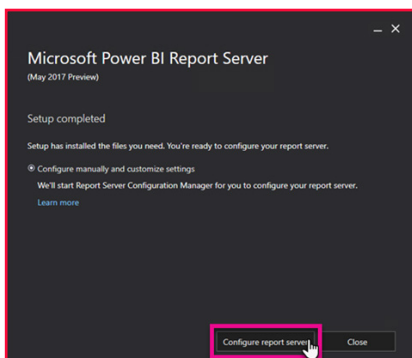 Microsoft Power BI Report Server
(May 2017 Preview)
Setup completed
Setup has installed the files you need. You're ready to configure your report server.
Configure manually and customize settings
We'll start Report Server Configuration Manager for you to configure your report server.
Learn more
Configure report server
Close